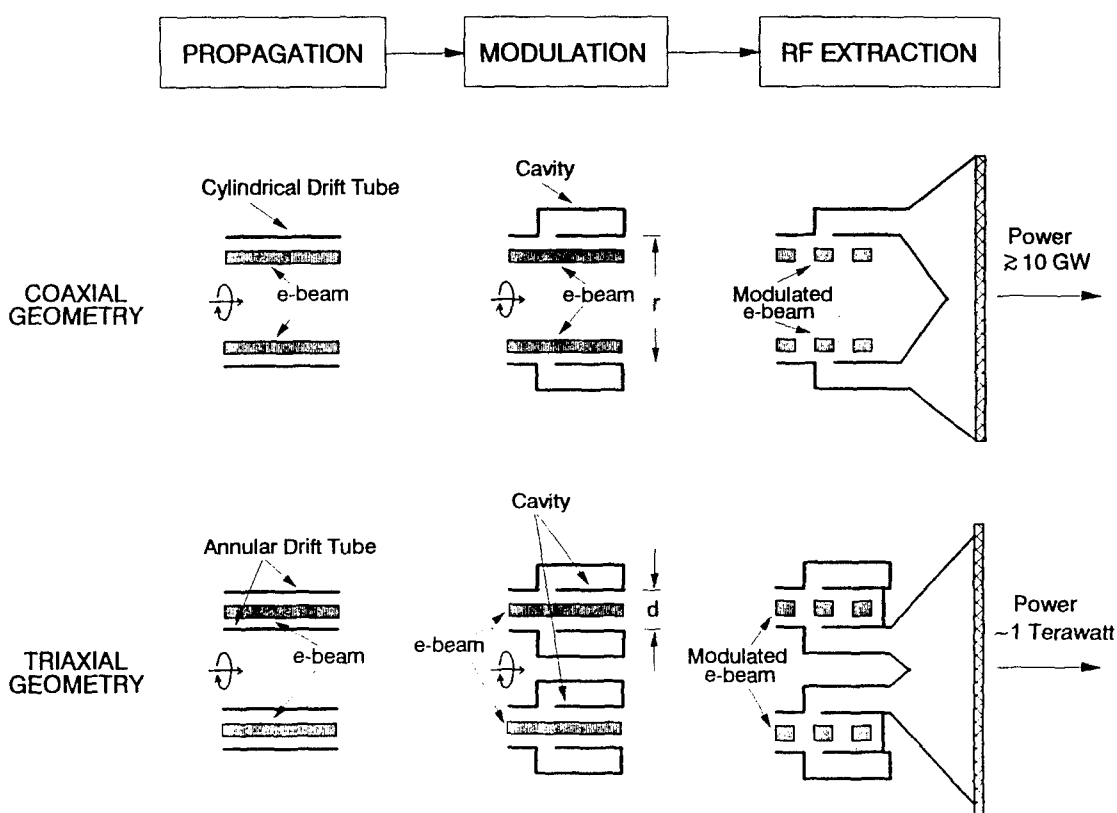 PROPAGATION
MODULATION
RF EXTRACTION
COAXIAL
GEOMETRY
Cylindrical Drift Tube
e-beam
Cavity
e-beam
r
Modulated
e-beam
Power
≳ 10 GW
TRIAXIAL
GEOMETRY
Annular Drift Tube
e-beam
Cavity
e-beam
d
Modulated
e-beam
Power
~1 Terawatt